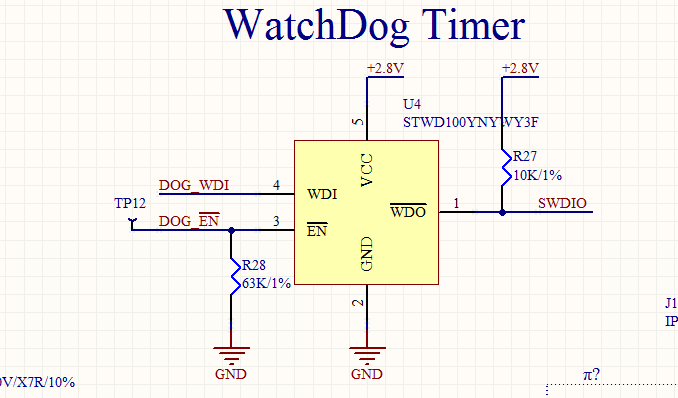 WatchDog Timer
+2.8V
+2.8V
U4
STWD100YNYWY3F
5
VCC
R27
10K/1%
DOG_WDI
4
WDI
TP12
DOG_EN
3
EN
WDO
1
SWDIO
GND
R28
63K/1%
2
GND
GND
J1
IP
0V/X7R/10%
π?